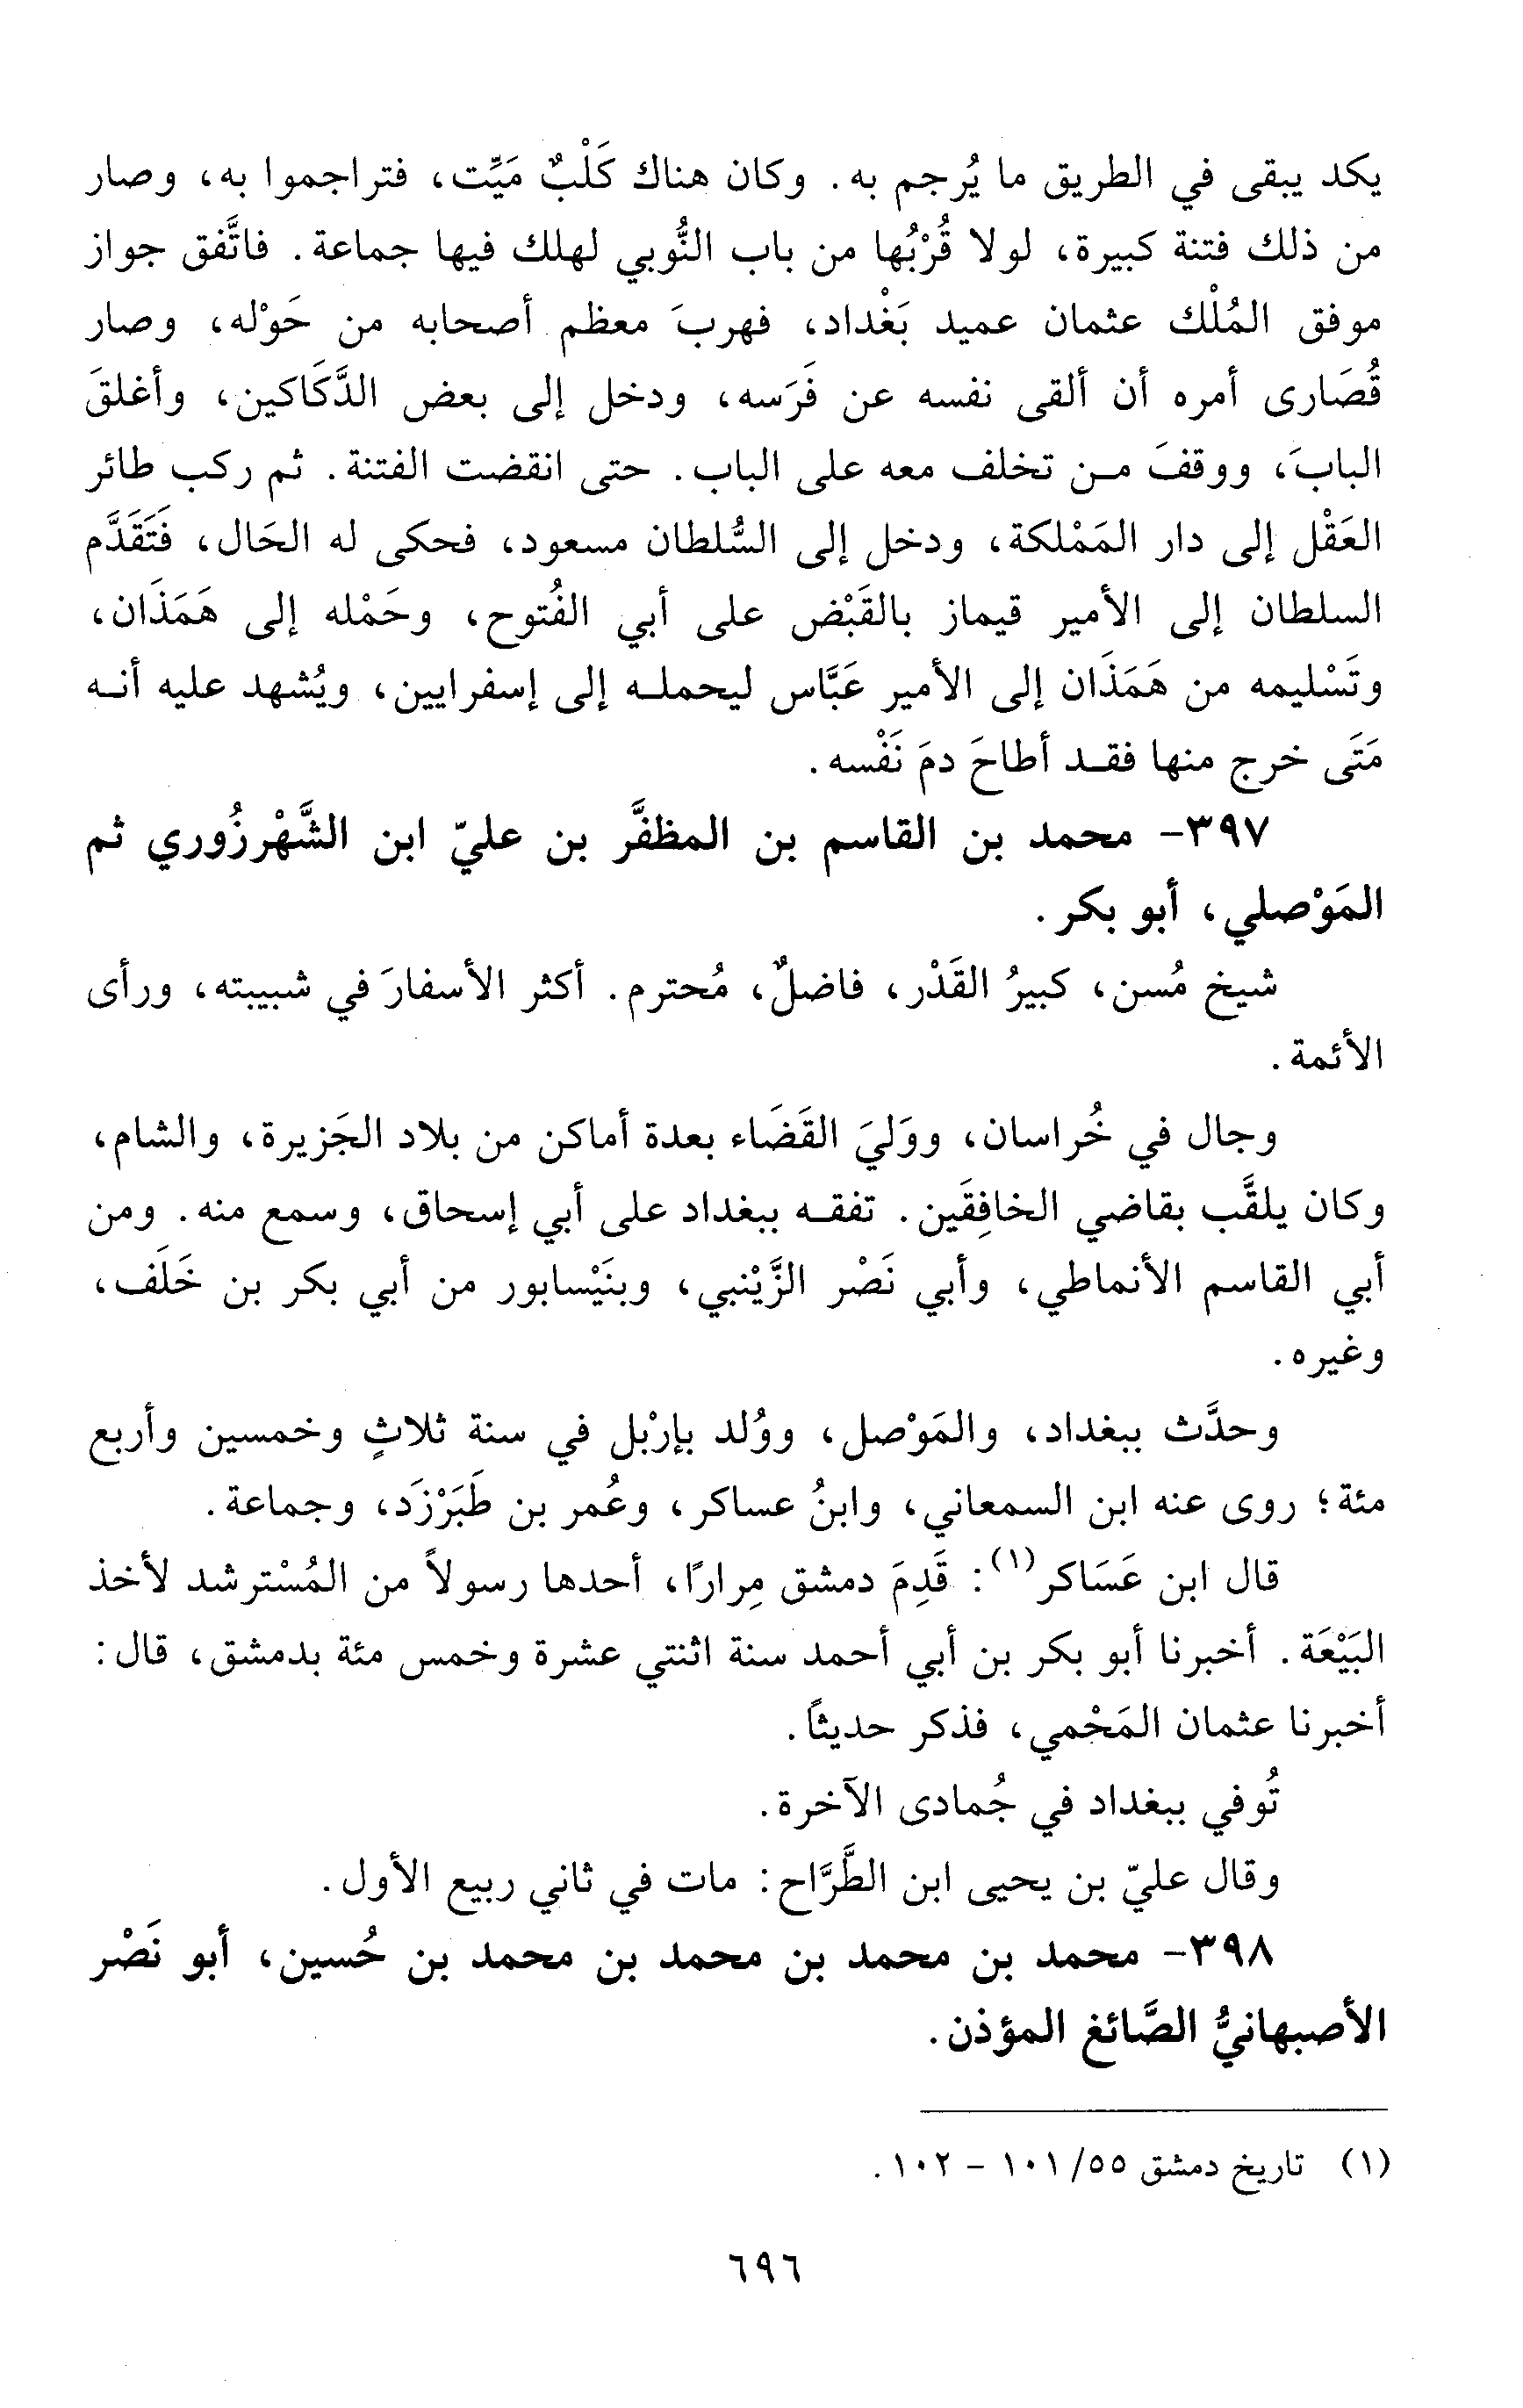 يكد يبقى في الطريق ما يُرجم به. وكان هناك كَلْبٌ مَيِّت، فتراجموا به، وصار
من ذلك فتنة كبيرة، لولا قُرْبُها من باب النُّوبي لهلك فيها جماعة. فاتَّفق جواز
موفق المُلْك عثمان عميد بَغْداد، فهربَ معظم أصحابه من حَوْله، وصار
قُصَارى أمره أن ألقى نفسه عن فَرَسه، ودخل إلى بعض الدَّكَاكين، وأغلقَ
البابَ، ووقفَ من تخلف معه على الباب. حتى انقضت الفتنة. ثم ركب طائر
العَقْل إلى دار المَمْلكة، ودخل إلى السُّلطان مسعود، فحكى له الحَال، فَتَقَدَّم
السلطان إلى الأمير قيماز بالقَبْض على أبي الفُتوح، وحَمْله إلى هَمَذَان،
وتَسْليمه من هَمَذَان إلى الأمير عَبَّاس ليحمله إلى إسفرايين، ويُشهد عليه أنه
مَتَى خرج منها فقد أطاحَ دمَ نَفْسه.
٣٩٧- محمد بن القاسم بن المظفَّر بن عليّ ابن الشَّهْرزُوري ثم
المَوْصلي، أبو بكر.
شيخ مُسن، كبيرُ القَدْر، فاضلٌ، مُحترم. أكثر الأسفارَ في شبيبته، ورأى
الأئمة.
وجال في خُراسان، ووَليَ القَضَاء بعدة أماكن من بلاد الجَزيرة، والشام،
وكان يلقَّب بقاضي الخافِقَين. تفقه ببغداد على أبي إسحاق، وسمع منه. ومن
أبي القاسم الأنماطي، وأبي نَصْر الزَّيْنبي، وبنَيْسابور من أبي بكر بن خَلَف،
وغيره.
وحدَّث ببغداد، والمَوْصل، ووُلد بإرْبل في سنة ثلاثٍ وخمسين وأربع
مئة؛ روى عنه ابن السمعاني، وابنُ عساكر، وعُمر بن طَبَرْزَد، وجماعة.
قال ابن عَسَاكر(١): قَدِمَ دمشق مِرارًا، أحدها رسولاً من المُسْترشد لأخذ
البَيْعَة. أخبرنا أبو بكر بن أبي أحمد سنة اثنتي عشرة وخمس مئة بدمشق، قال:
أخبرنا عثمان المَحْمي، فذكر حديثاً.
تُوفي ببغداد في جُمادى الآخرة.
وقال عليّ بن يحيى ابن الطَّرَّاح: مات في ثاني ربيع الأول.
٣٩٨- محمد بن محمد بن محمد بن محمد بن حُسين، أبو نَصْر
الأصبهانيُّ الصَّائغ المؤذن.
(١) تاريخ دمشق ٥٥/ ١٠١ - ١٠٢.
٦٩٦